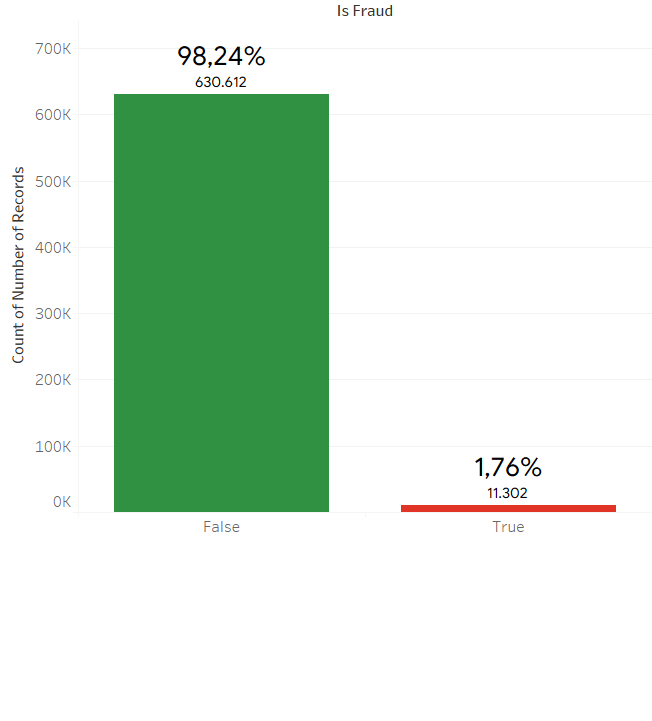 Is Fraud
Count of Number of Records
700K
600K
500K
400K
300K
200K
100K
0K
98,24%
630.612
1,76%
11.302
False
True